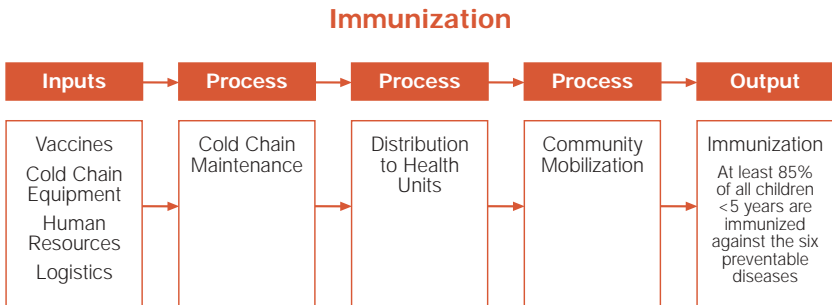 Immunization
Inputs
Process
Process
Process
Output
Vaccines
Cold Chain
Equipment
Human
Resources
Logistics
Cold Chain
Maintenance
Distribution
to Health
Units
Community
Mobilization
Immunization
At least 85%
of all children
<5 years are
immunized
against the six
preventable
diseases